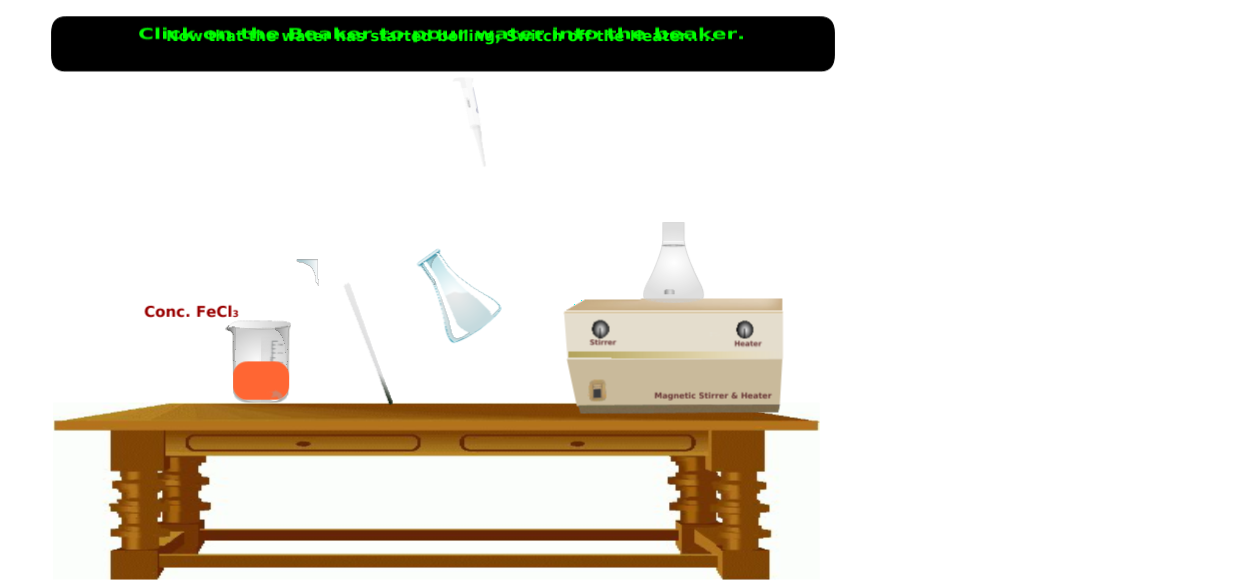 Click on the Beaker to pour water into the beaker.
Now that the water has started boiling, Switch off the Heater....
Conc. FeCl₃
Stirrer
Heater
Magnetic Stirrer & Heater